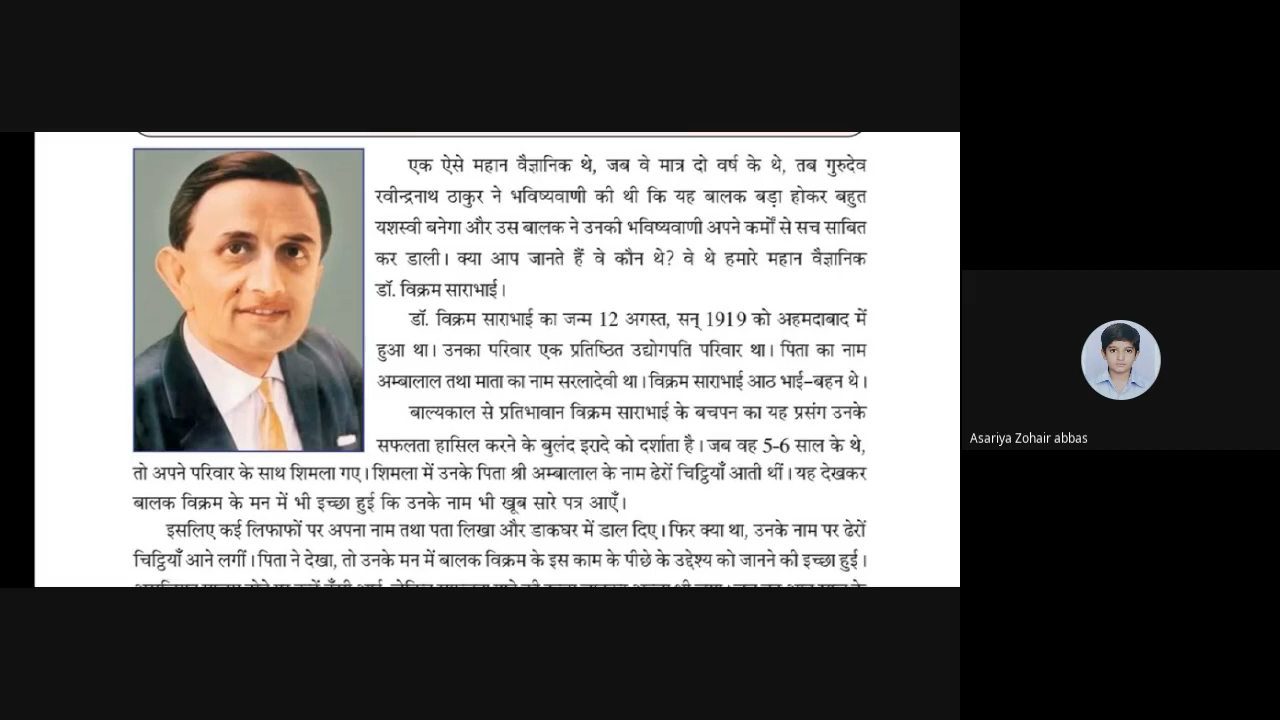 एक ऐसे महान वैज्ञानिक थे, जब वे मात्र दो वर्ष के थे, तब गुरुदेव
रवीन्द्रनाथ ठाकुर ने भविष्यवाणी की थी कि यह बालक बड़ा होकर बहुत
यशस्वी बनेगा और उस बालक ने उनकी भविष्यवाणी अपने कर्मों से सच साबित
कर डाली। क्या आप जानते हैं वे कौन थे? वे थे हमारे महान वैज्ञानिक
डॉ. विक्रम साराभाई।
डॉ. विक्रम साराभाई का जन्म 12 अगस्त, सन् 1919 को अहमदाबाद में
हुआ था। उनका परिवार एक प्रतिष्ठित उद्योगपति परिवार था। पिता का नाम
अम्बालाल तथा माता का नाम सरलादेवी था। विक्रम साराभाई आठ भाई-बहन थे।
बाल्यकाल से प्रतिभावान विक्रम साराभाई के बचपन का यह प्रसंग उनके
सफलता हासिल करने के बुलंद इरादे को दर्शाता है। जब वह 5-6 साल के थे,
तो अपने परिवार के साथ शिमला गए। शिमला में उनके पिता श्री अम्बालाल के नाम ढेरों चिट्ठियाँ आती थीं। यह देखकर
बालक विक्रम के मन में भी इच्छा हुई कि उनके नाम भी खूब सारे पत्र आएँ।
इसलिए कई लिफाफों पर अपना नाम तथा पता लिखा और डाकघर में डाल दिए। फिर क्या था, उनके नाम पर ढेरों
चिट्ठियाँ आने लगीं। पिता ने देखा, तो उनके मन में बालक विक्रम के इस काम के पीछे के उद्देश्य को जानने की इच्छा हुई।
Asariya Zohair abbas